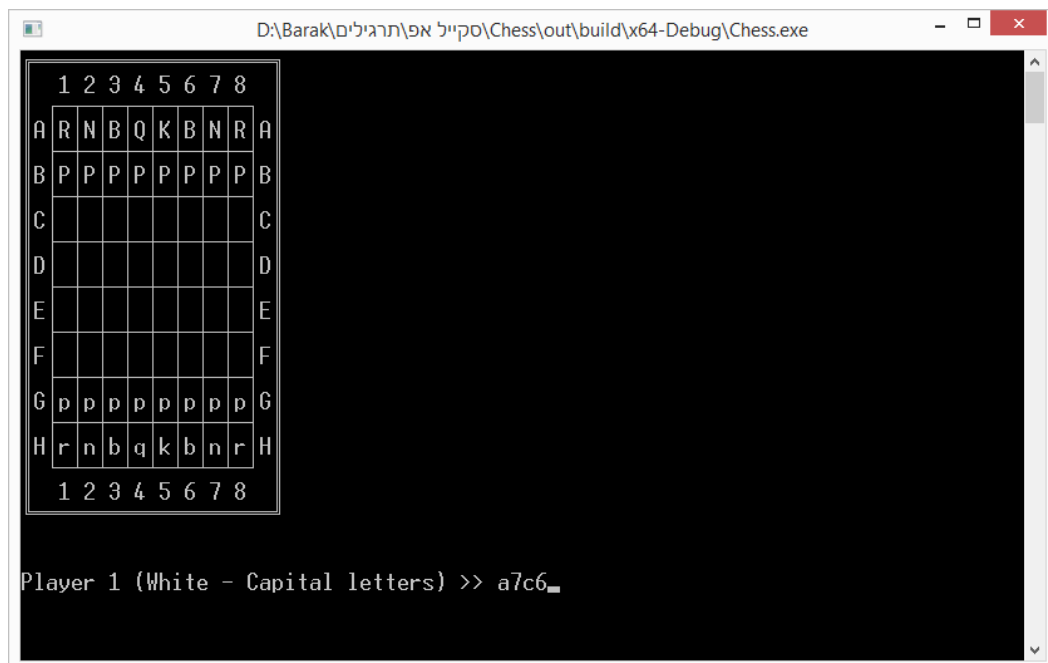 D:\Barak\סקייל אפ\תרגילים\Chess\out\build\x64-Debug\Chess.exe
1 2 3 4 5 6 7 8
A R N B Q K B N R A
B P P P P P P P P B
C C
D D
E E
F F
G p p p p p p p p G
H r n b q k b n r H
1 2 3 4 5 6 7 8
Player 1 (White - Capital letters) >> a7c6